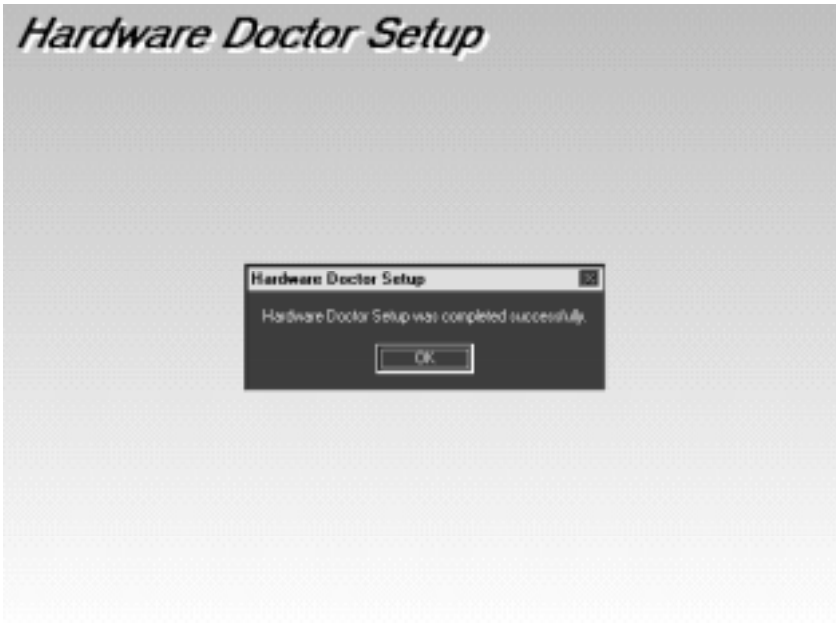 Hardware Doctor Setup
Hardware Doctor Setup
Hardware Doctor Setup was completed successfully.
OK